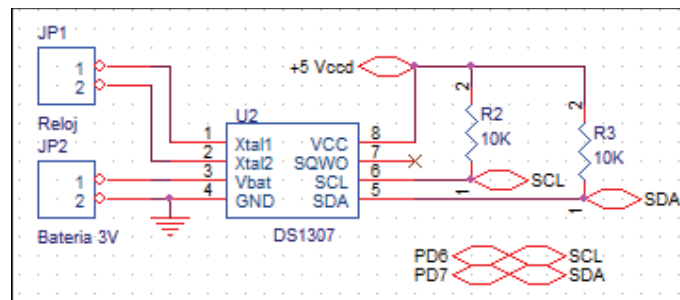 JP1
1
2
Reloj
JP2
1
2
Bateria 3V
U2
1 Xtal1 VCC 8
2 Xtal2 SQWO 7
3 Vbat SCL 6
4 GND SDA 5
DS1307
+5 Vccd
2
R2
10K
1
SCL
2
R3
10K
1
SDA
PD6 SCL
PD7 SDA